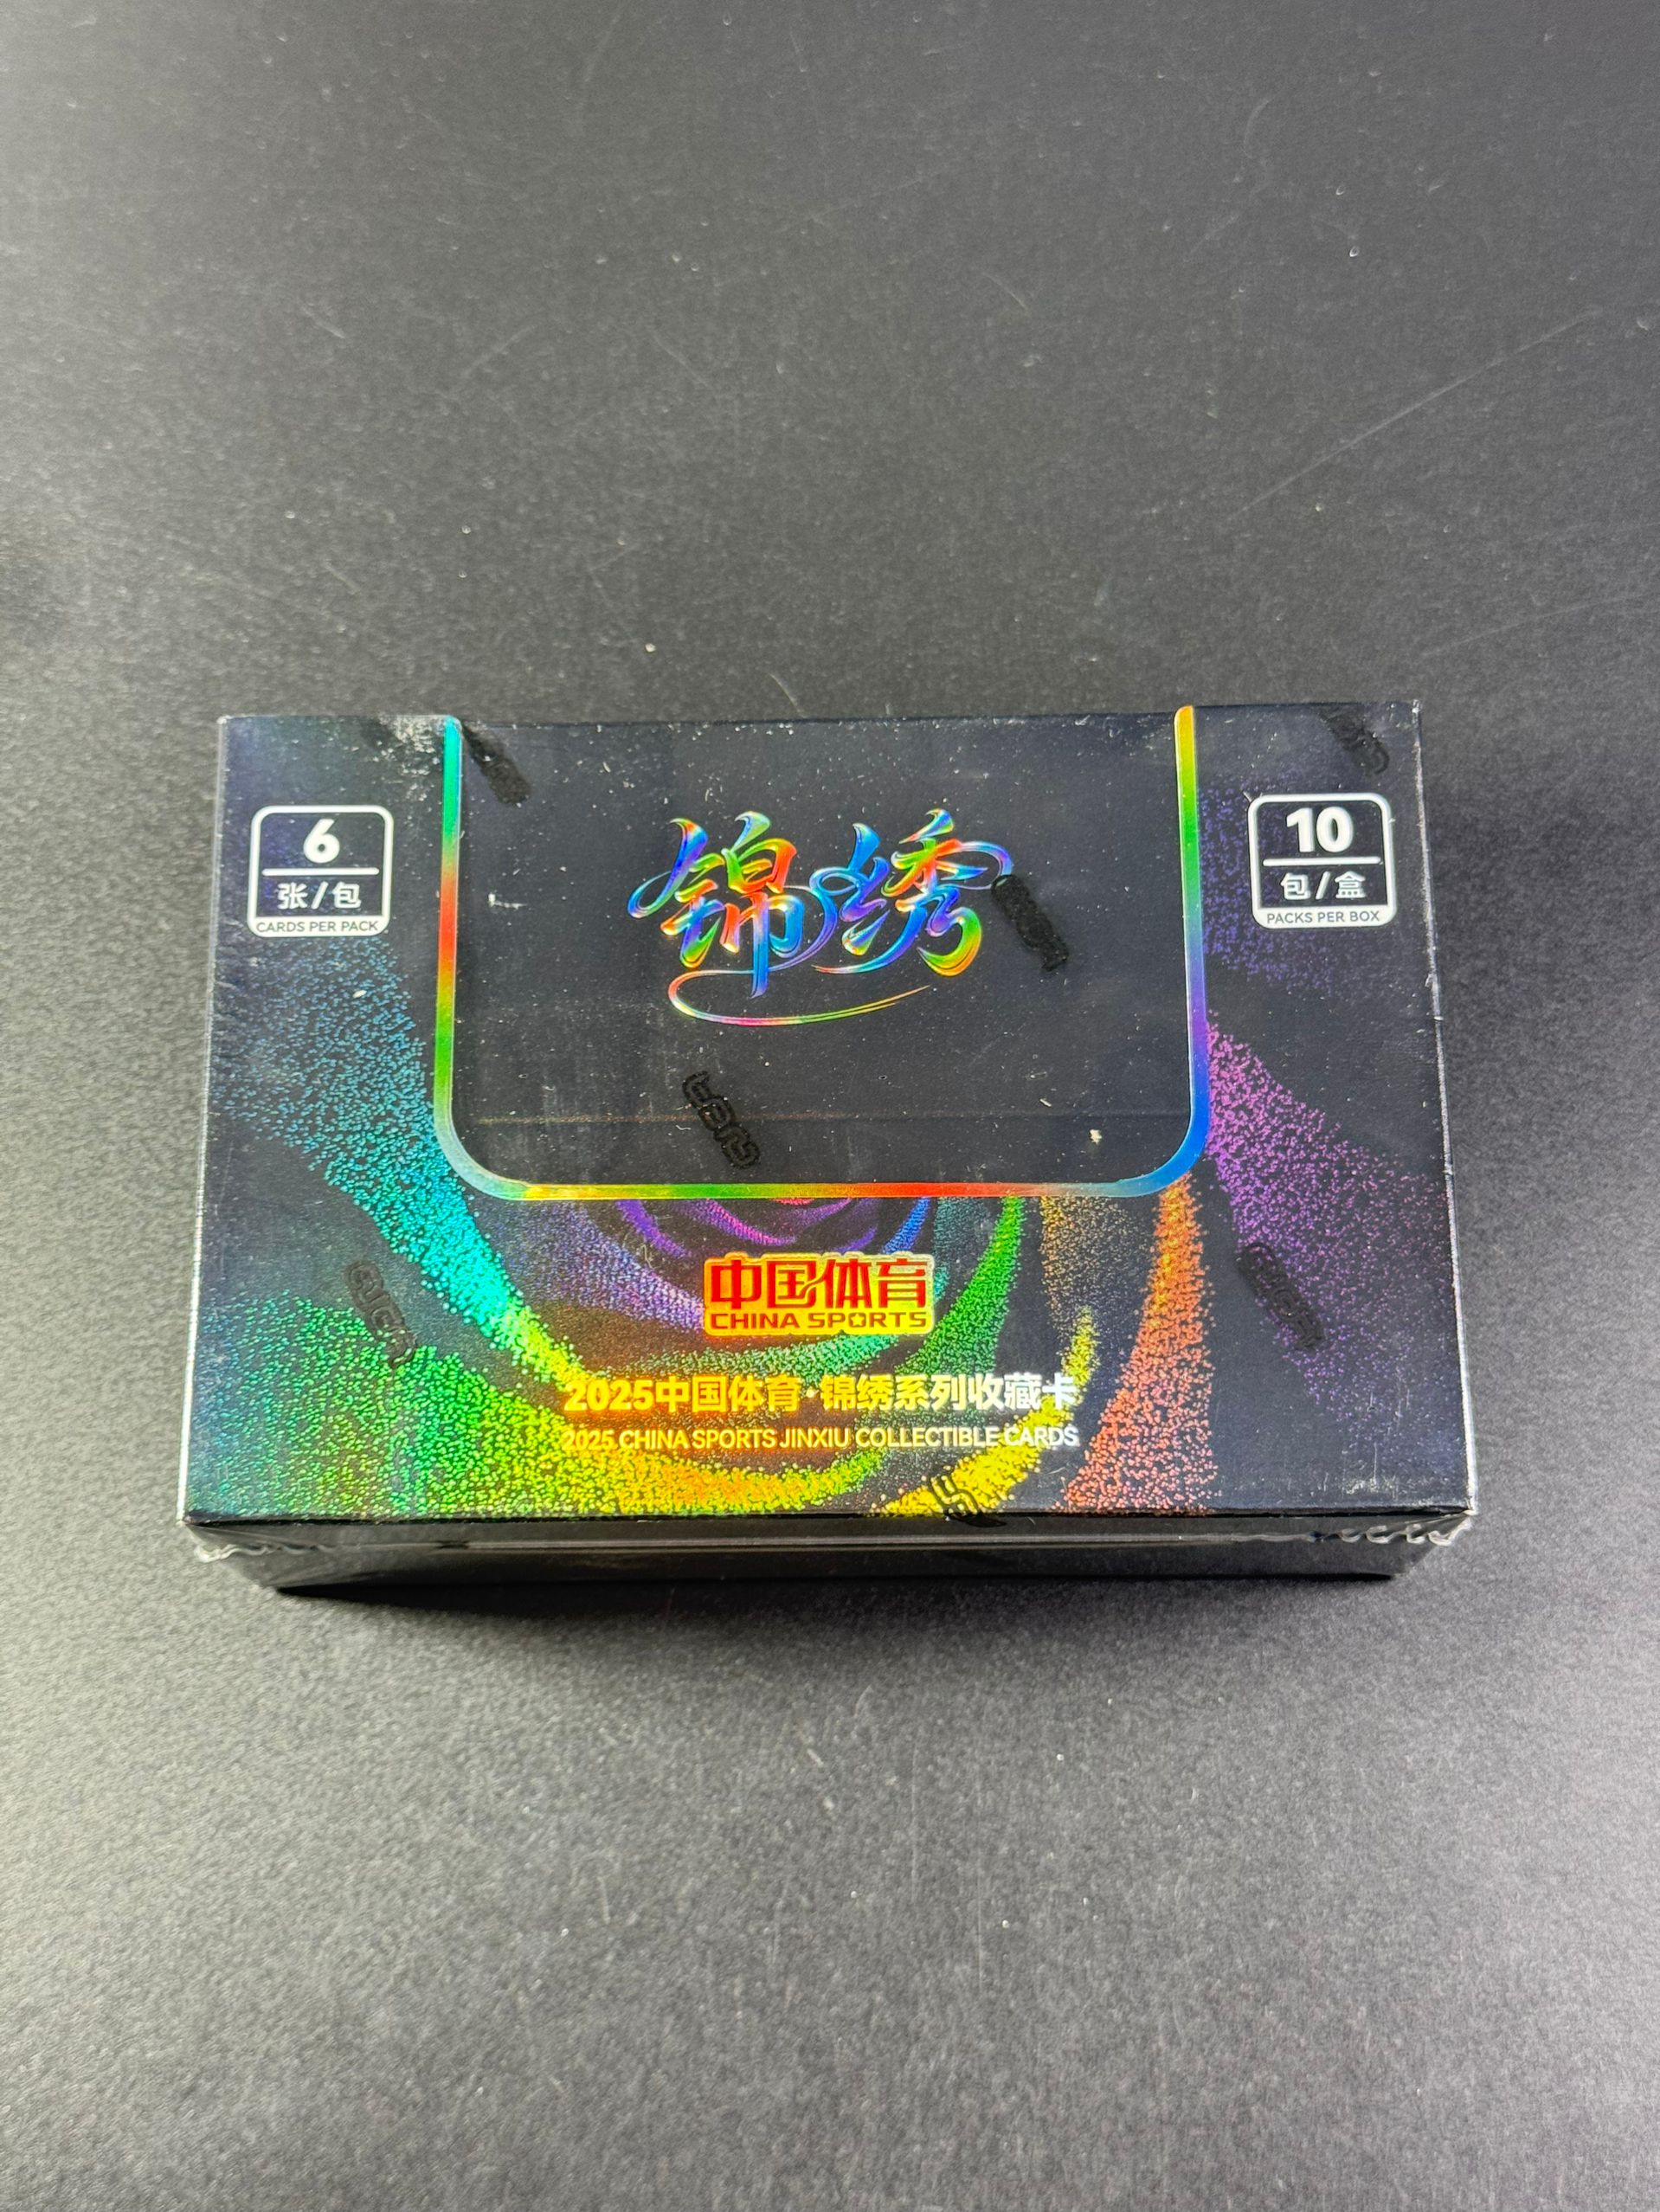 6
张/包
CARDS PER PACK
锦绣
10
包/盒
PACKS PER BOX
中国体育
CHINA SPORTS
2025中国体育·锦绣系列收藏卡
2025 CHINA SPORTS JINXIU COLLECTIBLE CARDS